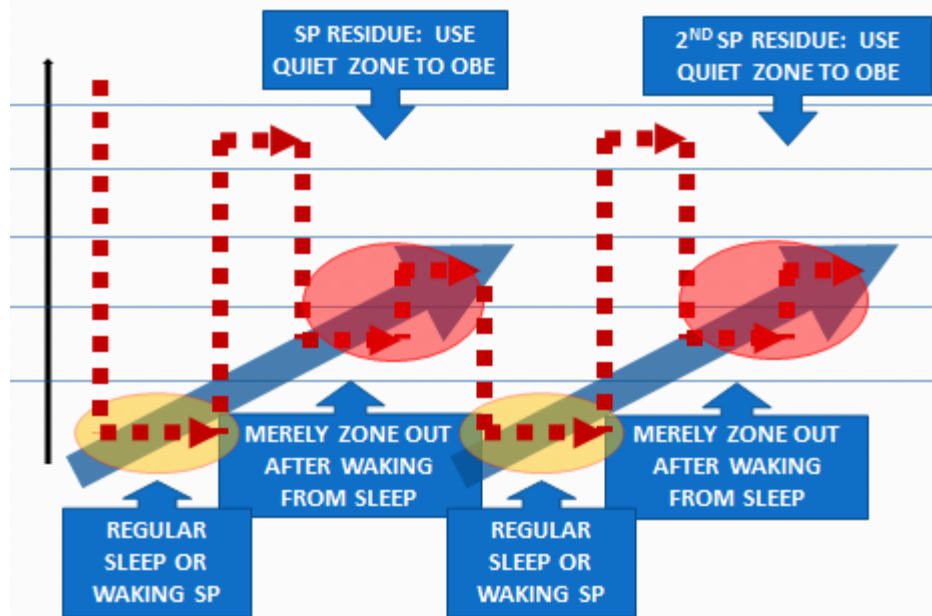 SP RESIDUE: USE
QUIET ZONE TO OBE
2ND SP RESIDUE: USE
QUIET ZONE TO OBE
MERELY ZONE OUT
AFTER WAKING
FROM SLEEP
MERELY ZONE OUT
AFTER WAKING
FROM SLEEP
REGULAR
SLEEP OR
WAKING SP
REGULAR
SLEEP OR
WAKING SP